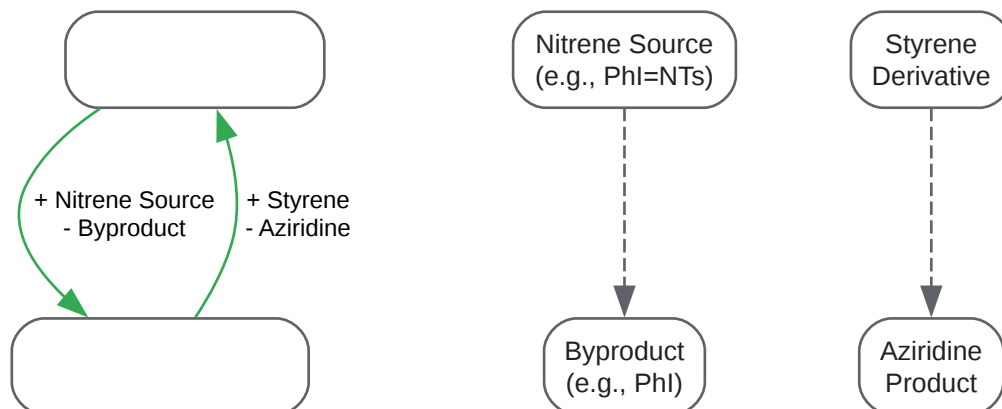 Nitrene Source
(e.g., PhI=NTs)
Styrene
Derivative
+ Nitrene Source
- Byproduct
+ Styrene
- Aziridine
Byproduct
(e.g., PhI)
Aziridine
Product